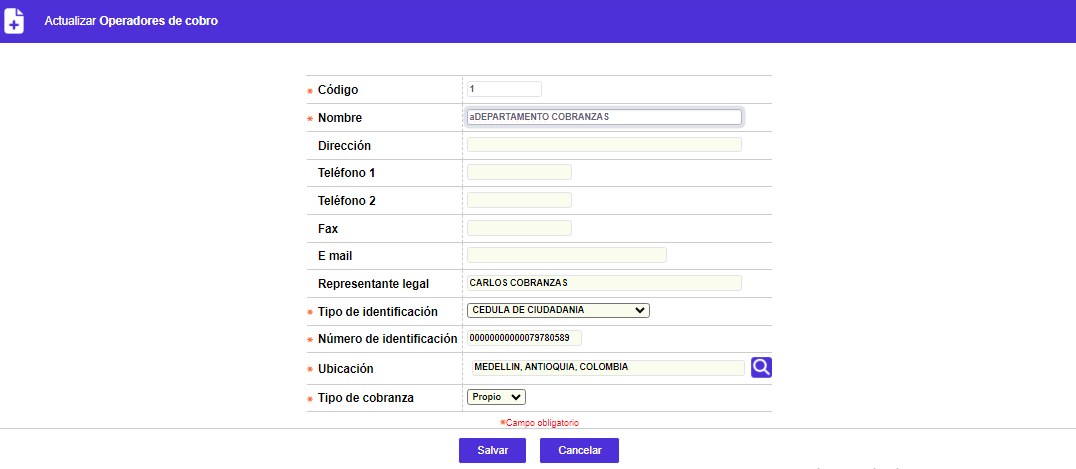 Actualizar Operadores de cobro
* Código 1
* Nombre aDEPARTAMENTO COBRANZAS
Dirección
Teléfono 1
Teléfono 2
Fax
E mail
Representante legal CARLOS COBRANZAS
* Tipo de identificación CEDULA DE CIUDADANIA
* Número de identificación 00000000000079780589
* Ubicación MEDELLIN, ANTIOQUIA, COLOMBIA
* Tipo de cobranza Propio
*Campo obligatorio
Salvar Cancelar